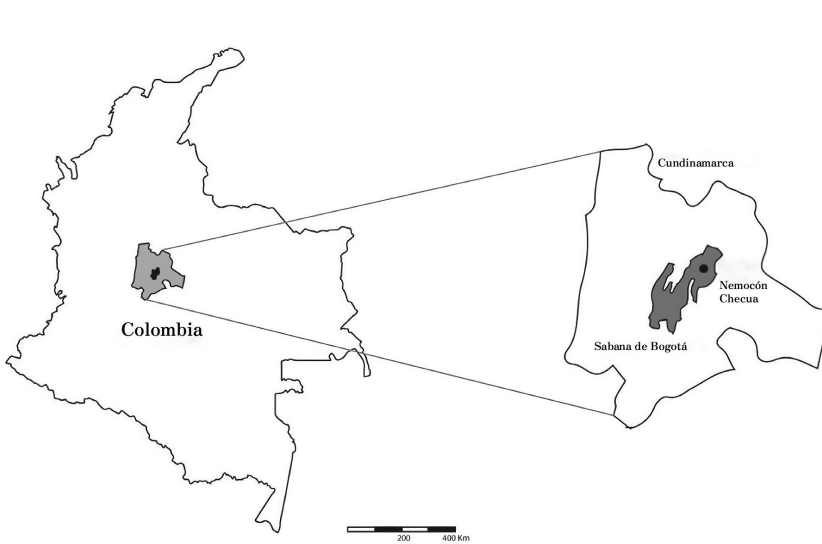 Cundinamarca
Nemocón
Checua
Colombia
Sabana de Bogotá
200 400 Km